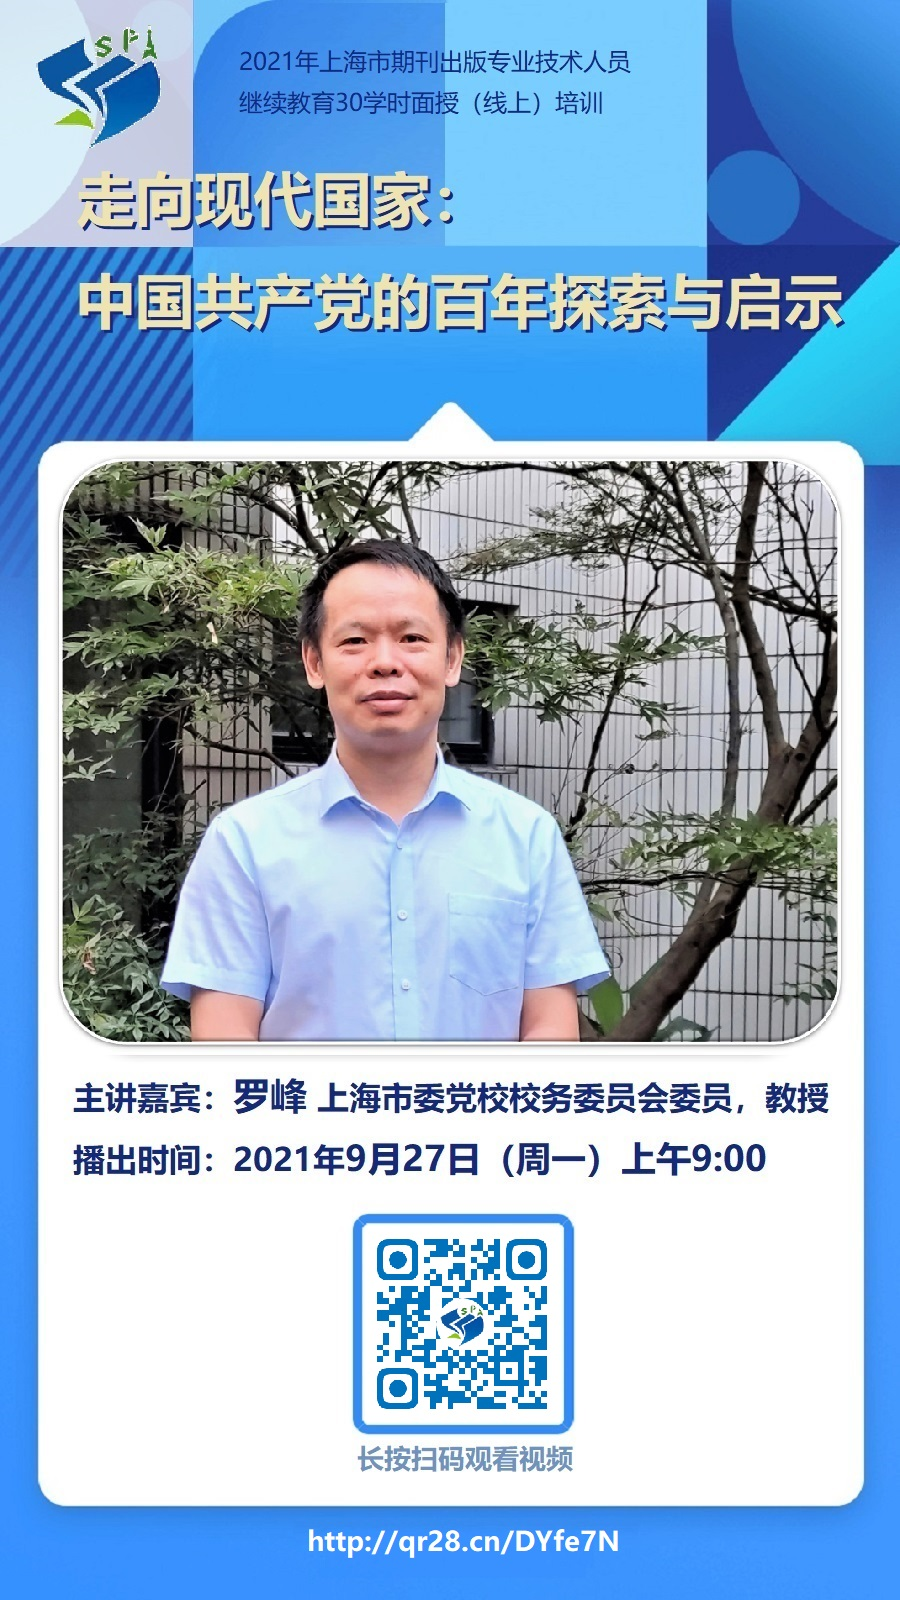 SPA
2021年上海市期刊出版专业技术人员
继续教育30学时面授（线上）培训
走向现代国家：
中国共产党的百年探索与启示
主讲嘉宾：罗峰 上海市委党校校务委员会委员，教授
播出时间：2021年9月27日（周一）上午9:00
SPA
长按扫码观看视频
http://qr28.cn/DYfe7N